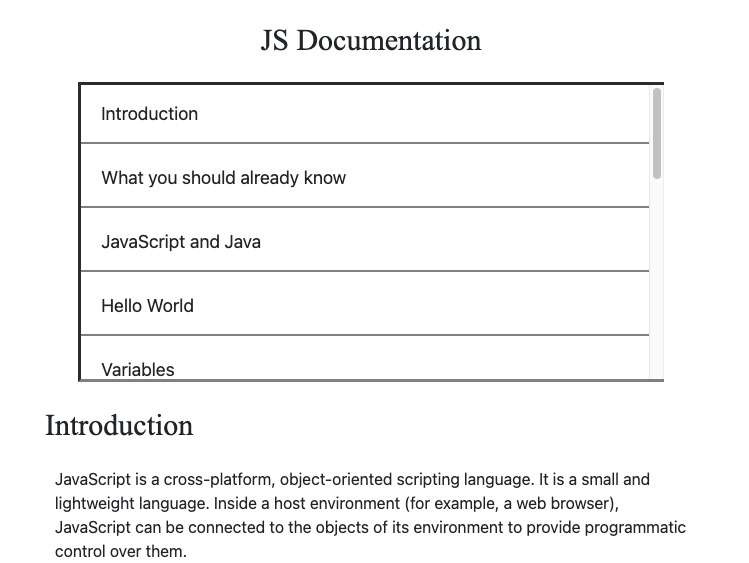 JS Documentation
Introduction
What you should already know
JavaScript and Java
Hello World
Variables
Introduction
JavaScript is a cross-platform, object-oriented scripting language. It is a small and
lightweight language. Inside a host environment (for example, a web browser),
JavaScript can be connected to the objects of its environment to provide programmatic
control over them.